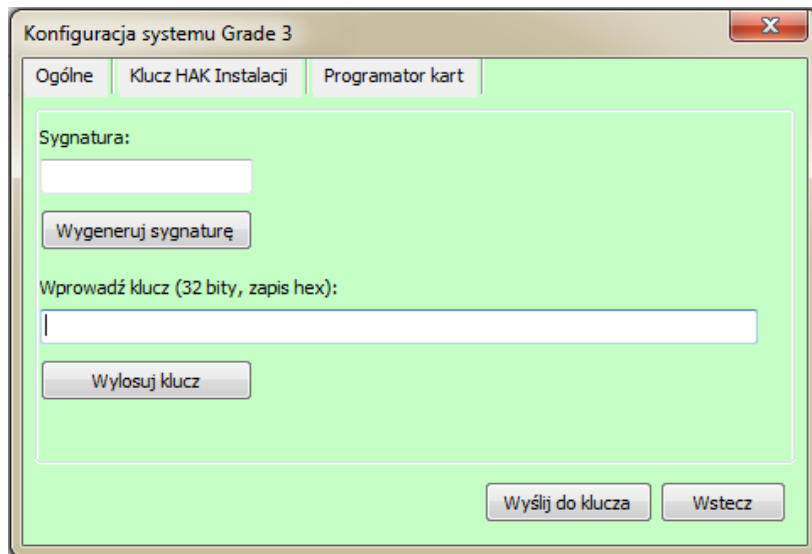 Konfiguracja systemu Grade 3
Ogólne Klucz HAK Instalacji Programator kart
Sygnatura:
Wygeneruj sygnaturę
Wprowadź klucz (32 bity, zapis hex):
Wylosuj klucz
Wyślij do klucza Wstecz